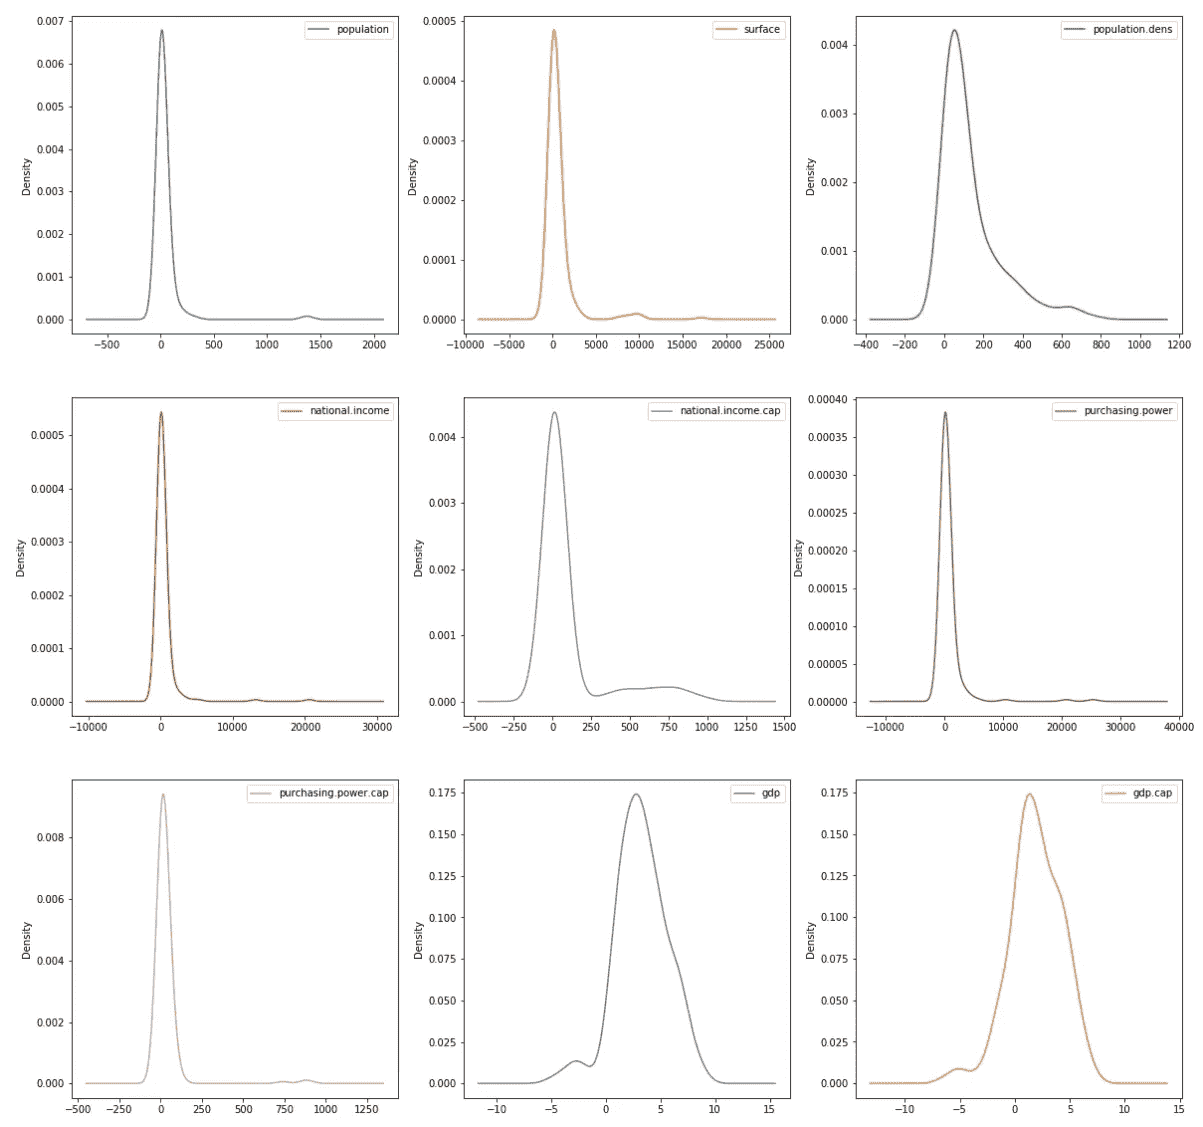 population
0.007
0.006
0.005
0.004
0.003
0.002
0.001
0.000
Density
−500 0 500 1000 1500 2000
surface
0.0005
0.0004
0.0003
0.0002
0.0001
0.0000
Density
−10000 −5000 0 5000 10000 15000 20000 25000
population.dens
0.004
0.003
0.002
0.001
0.000
Density
−400 −200 0 200 400 600 800 1000 1200
national.income
0.0005
0.0004
0.0003
0.0002
0.0001
0.0000
Density
−10000 0 10000 20000 30000
national.income.cap
0.004
0.003
0.002
0.001
0.000
Density
−500 −250 0 250 500 750 1000 1250 1500
purchasing.power
0.00040
0.00035
0.00030
0.00025
0.00020
0.00015
0.00010
0.00005
0.00000
Density
−10000 0 10000 20000 30000 40000
purchasing.power.cap
0.008
0.006
0.004
0.002
0.000
Density
−500 −250 0 250 500 750 1000 1250
gdp
0.175
0.150
0.125
0.100
0.075
0.050
0.025
0.000
Density
−10 −5 0 5 10 15
gdp.cap
0.175
0.150
0.125
0.100
0.075
0.050
0.025
0.000
Density
−10 −5 0 5 10 15